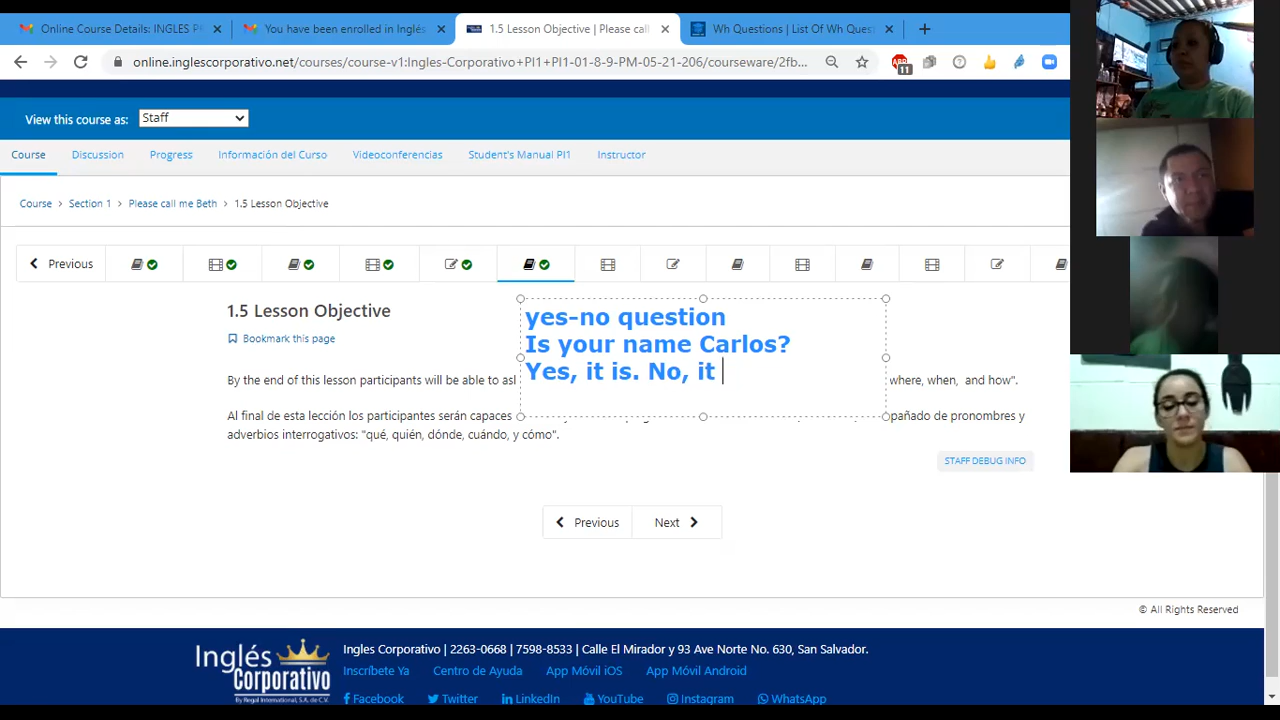 Online Course Details: INGLES P
You have been enrolled in Inglés
1.5 Lesson Objective | Please call
Wh Questions | List Of Wh Quest
online.inglescorporativo.net/courses/course-v1:Ingles-Corporativo+PI1+PI1-01-8-9-PM-05-21-206/courseware/2fb...
11
View this course as:
Staff
Course
Discussion
Progress
Información del Curso
Videoconferencias
Student's Manual PI1
Instructor
Course > Section 1 > Please call me Beth > 1.5 Lesson Objective
Previous
1.5 Lesson Objective
Bookmark this page
yes-no question
Is your name Carlos?
Yes, it is. No, it
By the end of this lesson participants will be able to as
where, when, and how".
Al final de esta lección los participantes serán capaces
pañado de pronombres y
adverbios interrogativos: "qué, quién, dónde, cuándo, y cómo".
STAFF DEBUG INFO
Previous
Next
© All Rights Reserved
Inglés Corporativo
By Regal International, S.A. de C.V.
Ingles Corporativo | 2263-0668 | 7598-8533 | Calle El Mirador y 93 Ave Norte No. 630, San Salvador.
Inscríbete Ya
Centro de Ayuda
App Móvil iOS
App Móvil Android
Facebook
Twitter
LinkedIn
YouTube
Instagram
WhatsApp